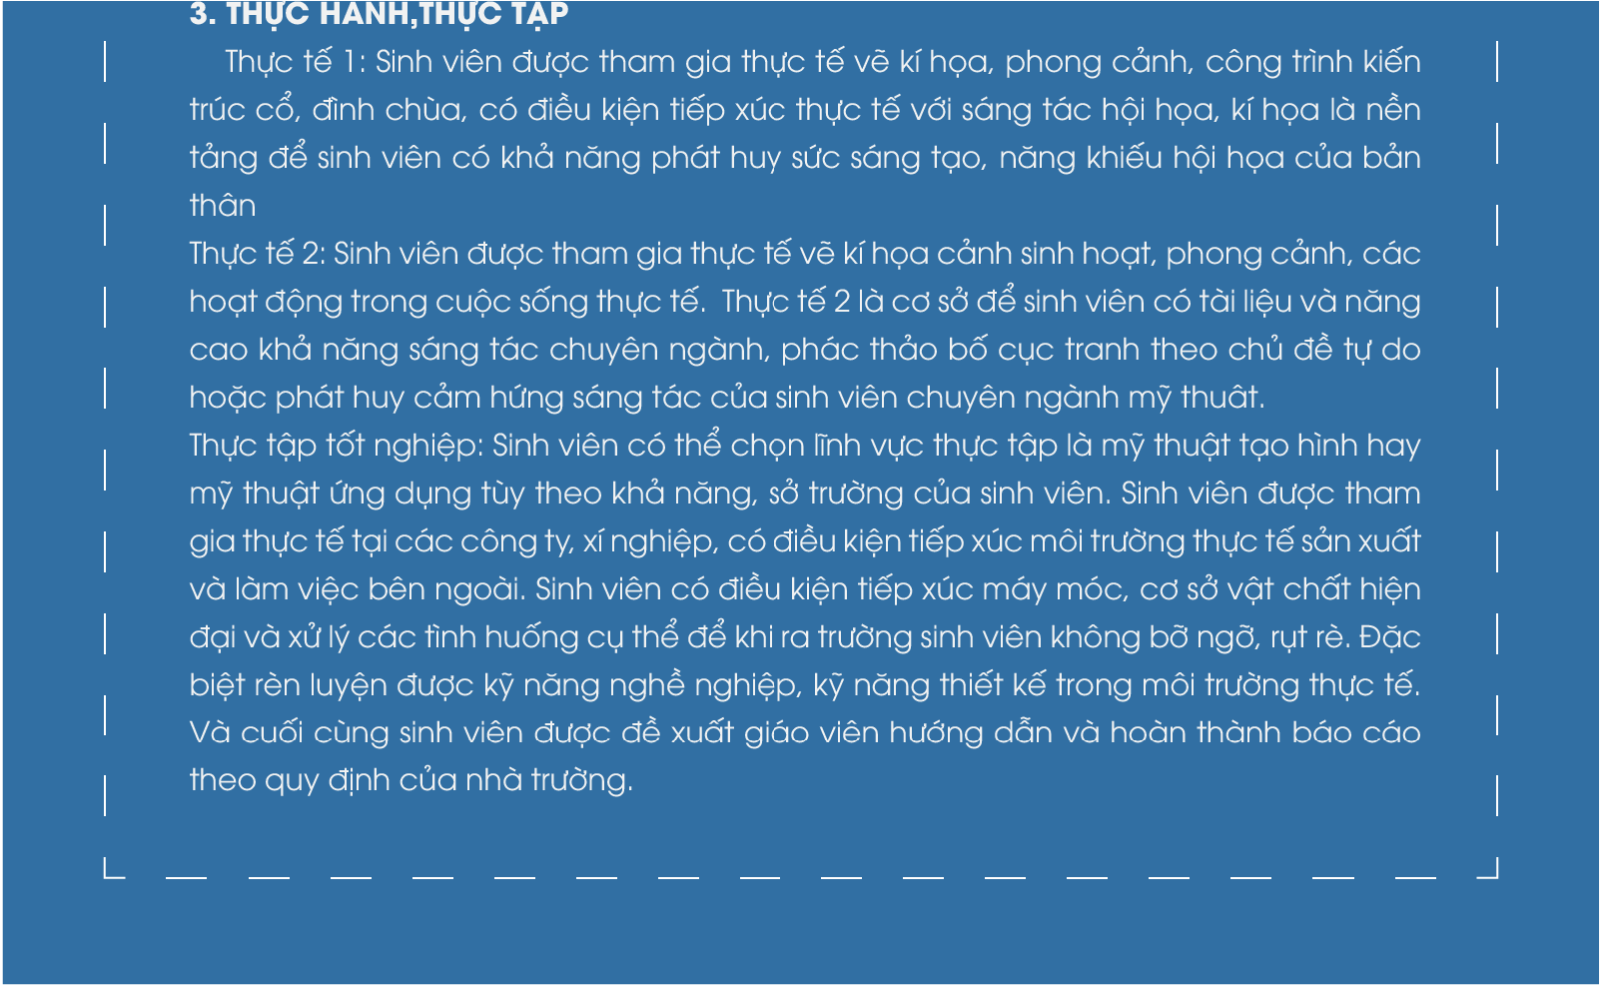 3. THỰC HÀNH,THỰC TẬP
Thực tế 1: Sinh viên được tham gia thực tế vẽ kí họa, phong cảnh, công trình kiến
trúc cổ, đình chùa, có điều kiện tiếp xúc thực tế với sáng tác hội họa, kí họa là nền
tảng để sinh viên có khả năng phát huy sức sáng tạo, năng khiếu hội họa của bản
thân
Thực tế 2: Sinh viên được tham gia thực tế vẽ kí họa cảnh sinh hoạt, phong cảnh, các
hoạt động trong cuộc sống thực tế. Thực tế 2 là cơ sở để sinh viên có tài liệu và năng
cao khả năng sáng tác chuyên ngành, phác thảo bố cục tranh theo chủ đề tự do
hoặc phát huy cảm hứng sáng tác của sinh viên chuyên ngành mỹ thuât.
Thực tập tốt nghiệp: Sinh viên có thể chọn lĩnh vực thực tập là mỹ thuật tạo hình hay
mỹ thuật ứng dụng tùy theo khả năng, sở trường của sinh viên. Sinh viên được tham
gia thực tế tại các công ty, xí nghiệp, có điều kiện tiếp xúc môi trường thực tế sản xuất
và làm việc bên ngoài. Sinh viên có điều kiện tiếp xúc máy móc, cơ sở vật chất hiện
đại và xử lý các tình huống cụ thể để khi ra trường sinh viên không bỡ ngỡ, rụt rè. Đặc
biệt rèn luyện được kỹ năng nghề nghiệp, kỹ năng thiết kế trong môi trường thực tế.
Và cuối cùng sinh viên được đề xuất giáo viên hướng dẫn và hoàn thành báo cáo
theo quy định của nhà trường.